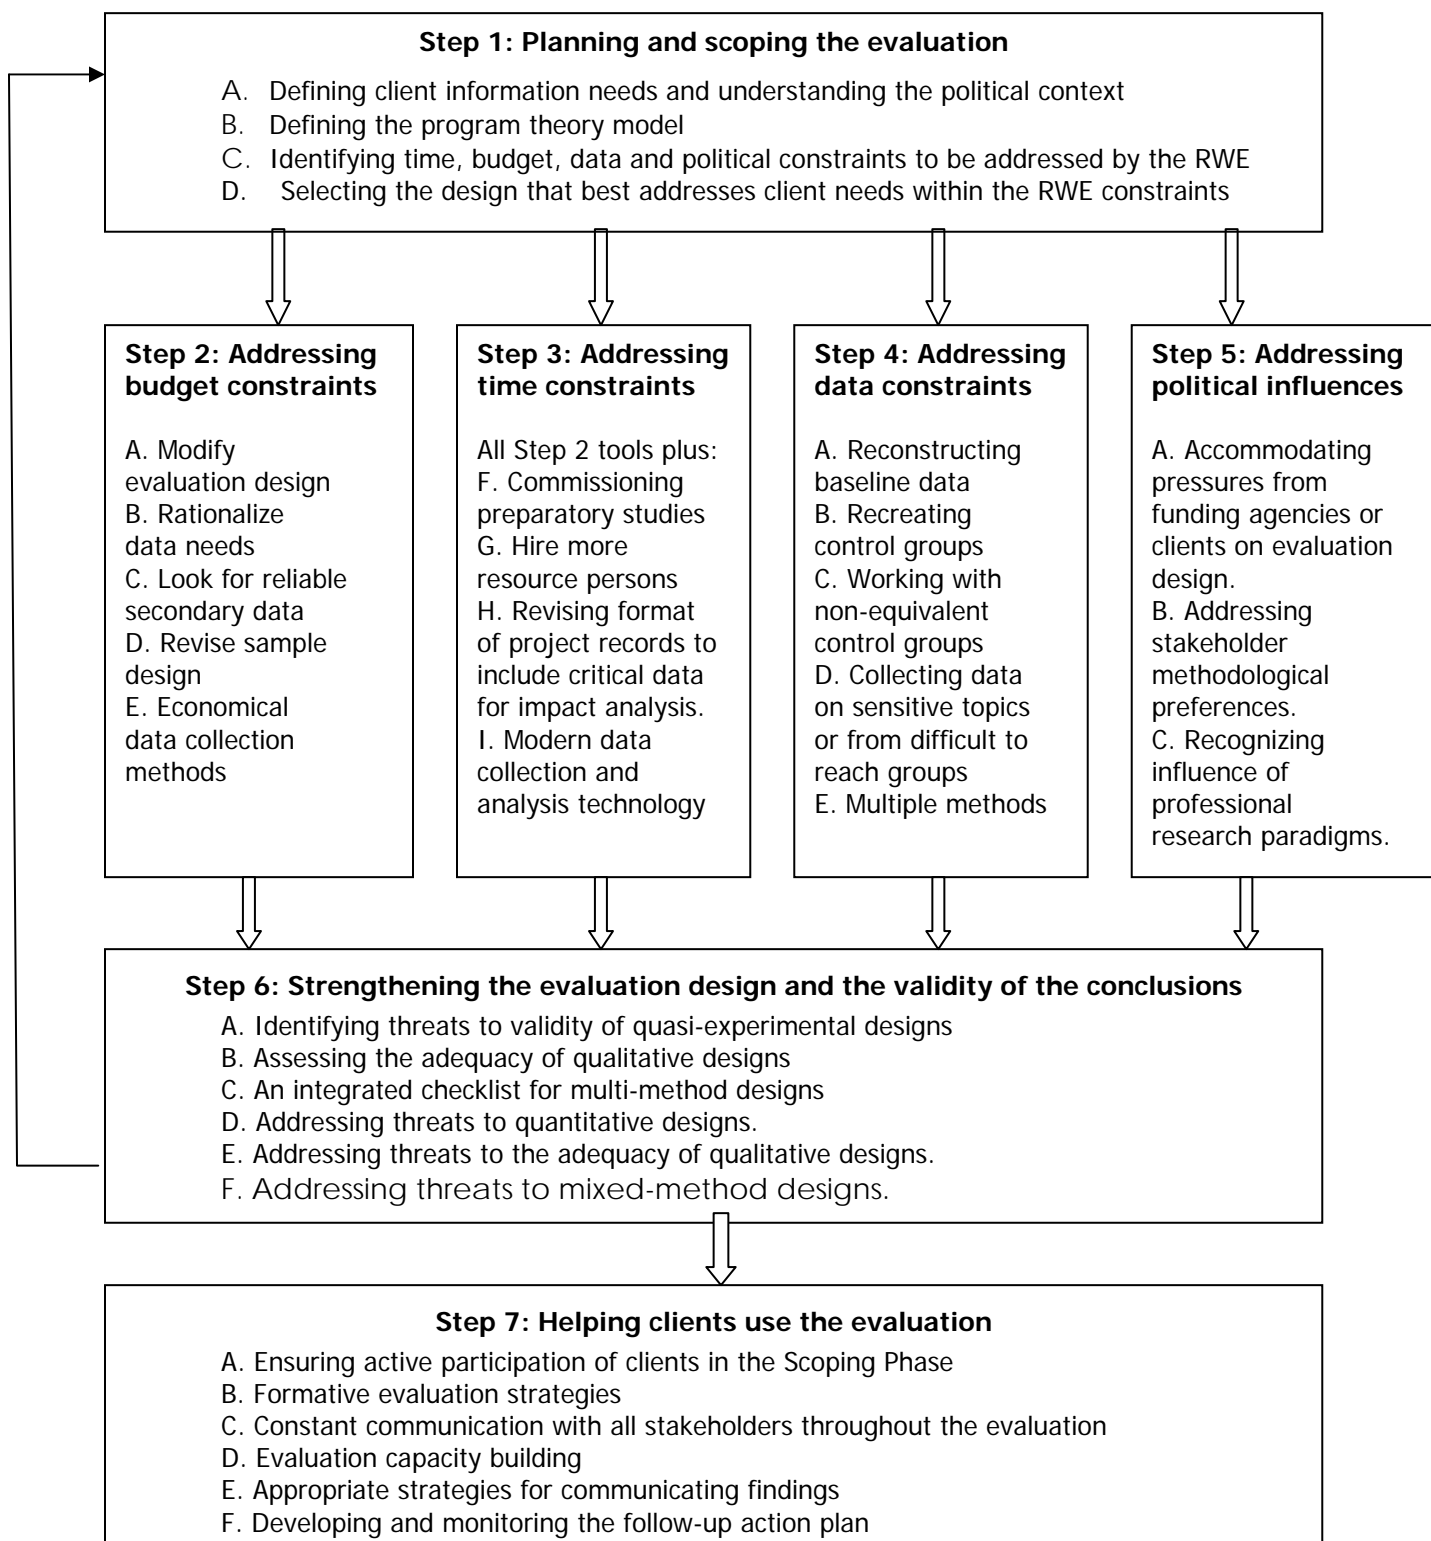 Step 1: Planning and scoping the evaluation
A. Defining client information needs and understanding the political context
B. Defining the program theory model
C. Identifying time, budget, data and political constraints to be addressed by the RWE
D. Selecting the design that best addresses client needs within the RWE constraints
Step 2: Addressing
budget constraints
A. Modify
evaluation design
B. Rationalize
data needs
C. Look for reliable
secondary data
D. Revise sample
design
E. Economical
data collection
methods
Step 3: Addressing
time constraints
All Step 2 tools plus:
F. Commissioning
preparatory studies
G. Hire more
resource persons
H. Revising format
of project records to
include critical data
for impact analysis.
I. Modern data
collection and
analysis technology
Step 4: Addressing
data constraints
A. Reconstructing
baseline data
B. Recreating
control groups
C. Working with
non-equivalent
control groups
D. Collecting data
on sensitive topics
or from difficult to
reach groups
E. Multiple methods
Step 5: Addressing
political influences
A. Accommodating
pressures from
funding agencies or
clients on evaluation
design.
B. Addressing
stakeholder
methodological
preferences.
C. Recognizing
influence of
professional
research paradigms.
Step 6: Strengthening the evaluation design and the validity of the conclusions
A. Identifying threats to validity of quasi-experimental designs
B. Assessing the adequacy of qualitative designs
C. An integrated checklist for multi-method designs
D. Addressing threats to quantitative designs.
E. Addressing threats to the adequacy of qualitative designs.
F. Addressing threats to mixed-method designs.
Step 7: Helping clients use the evaluation
A. Ensuring active participation of clients in the Scoping Phase
B. Formative evaluation strategies
C. Constant communication with all stakeholders throughout the evaluation
D. Evaluation capacity building
E. Appropriate strategies for communicating findings
F. Developing and monitoring the follow-up action plan